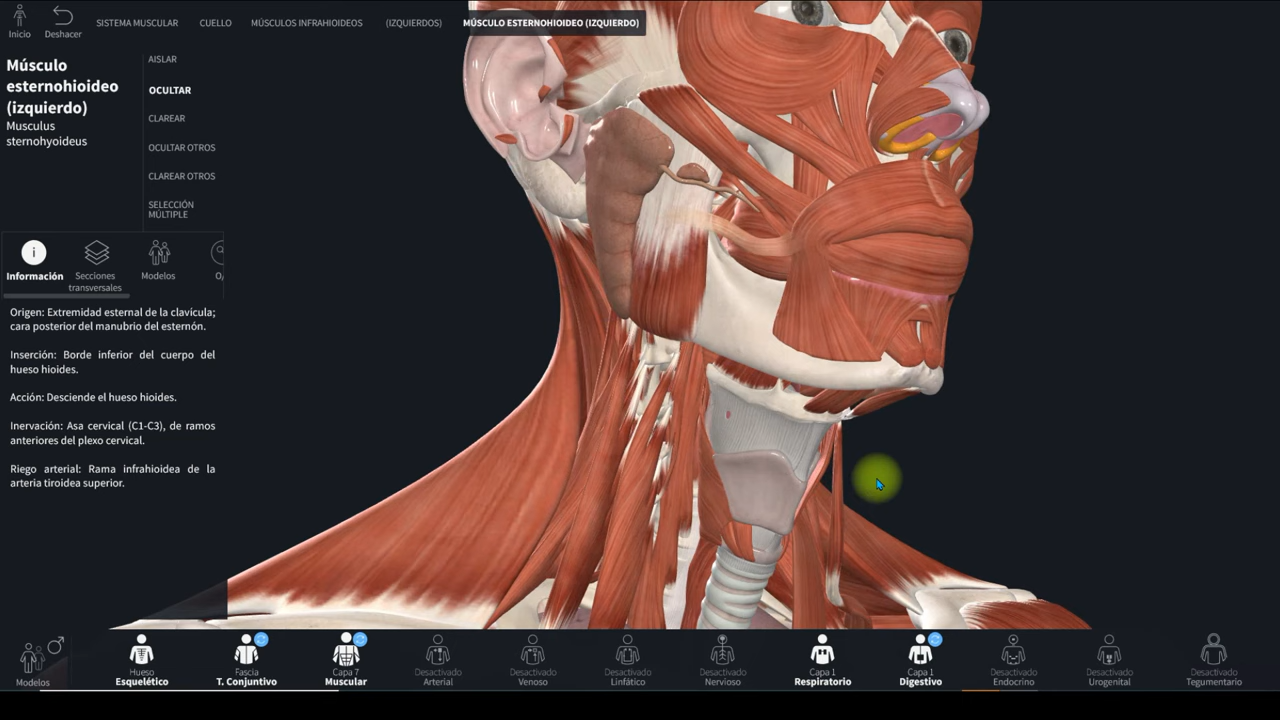 Inicio
Deshacer
SISTEMA MUSCULAR
CUELLO
MÚSCULOS INFRAHIOIDEOS
(IZQUIERDOS)
MÚSCULO ESTERNOHIOIDEO (IZQUIERDO)
Músculo
esternohioideo
(izquierdo)
Musculus
sternohyoideus
AISLAR
OCULTAR
CLAREAR
OCULTAR OTROS
CLAREAR OTROS
SELECCIÓN
MÚLTIPLE
Información
Secciones
transversales
Modelos
Origen: Extremidad esternal de la clavícula;
cara posterior del manubrio del esternón.
Inserción: Borde inferior del cuerpo del
hueso hioides.
Acción: Desciende el hueso hioides.
Inervación: Asa cervical (C1-C3), de ramos
anteriores del plexo cervical.
Riego arterial: Rama infrahioidea de la
arteria tiroidea superior.
Modelos
Hueso
Esquelético
Fascia
T. Conjuntivo
Capa 7
Muscular
Desactivado
Arterial
Desactivado
Venoso
Desactivado
Linfático
Desactivado
Nervioso
Capa 1
Respiratorio
Capa 1
Digestivo
Desactivado
Endocrino
Desactivado
Urogenital
Desactivado
Tegumentario